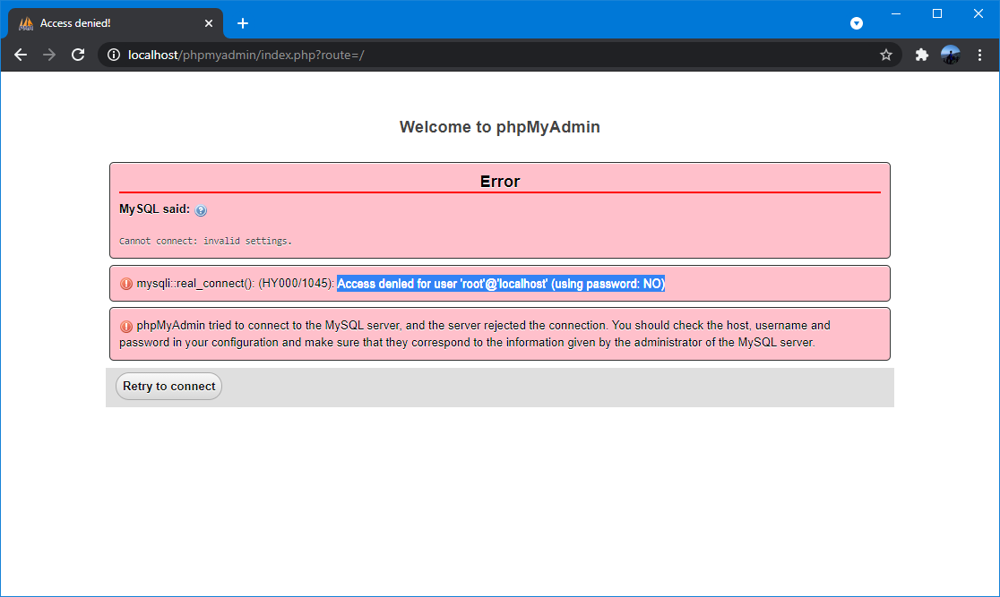 Access denied!
localhost/phpmyadmin/index.php?route=/
Welcome to phpMyAdmin
Error
MySQL said:
Cannot connect: invalid settings.
mysqli::real_connect(): (HY000/1045): Access denied for user 'root'@'localhost' (using password: NO)
phpMyAdmin tried to connect to the MySQL server, and the server rejected the connection. You should check the host, username and
password in your configuration and make sure that they correspond to the information given by the administrator of the MySQL server.
Retry to connect